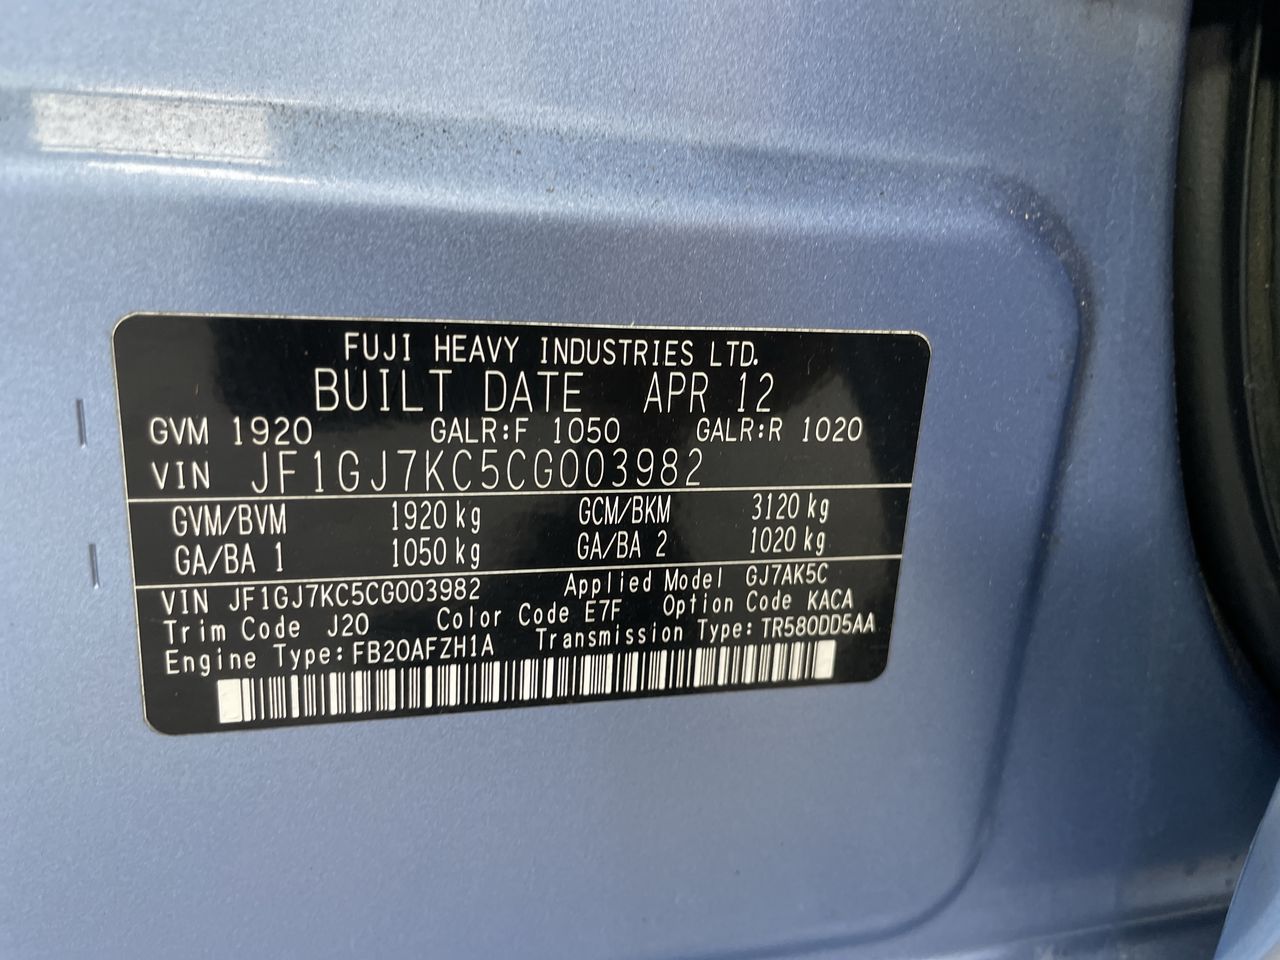 FUJI HEAVY INDUSTRIES LTD.
BUILT DATE APR 12
GVM 1920 GALR:F 1050 GALR:R 1020
VIN JF1GJ7KC5CG003982
GVM/BVM 1920 kg GCM/BKM 3120 kg
GA/BA 1 1050 kg GA/BA 2 1020 kg
VIN JF1GJ7KC5CG003982 Applied Model GJ7AK5C
Trim Code J20 Color Code E7F Option Code KACA
Engine Type: FB20AFZH1A Transmission Type: TR580DD5AA